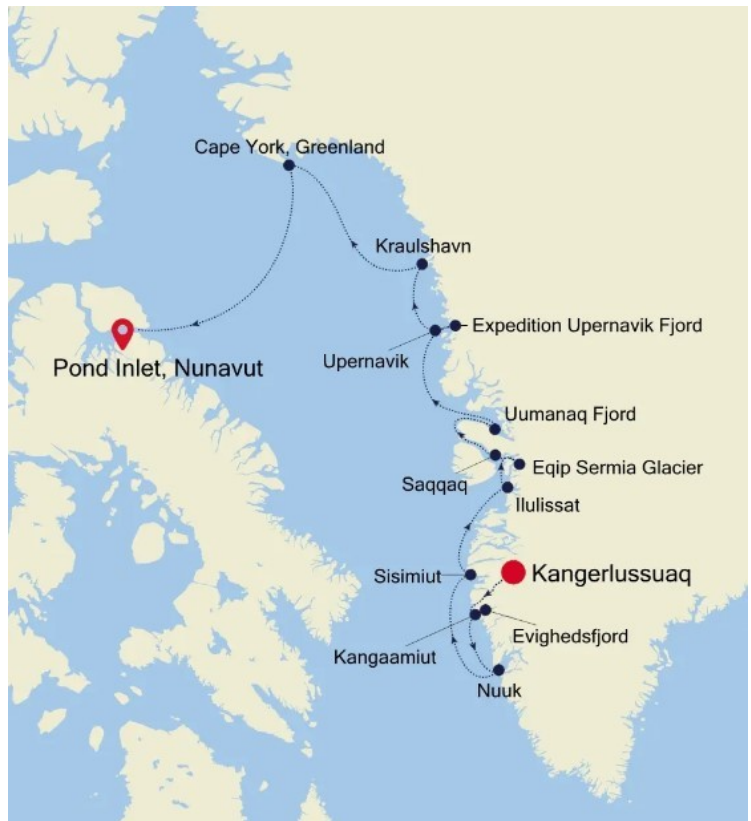 Cape York, Greenland
Kraulshavn
Expedition Upernavik Fjord
Upernavik
Pond Inlet, Nunavut
Uumanaq Fjord
Eqip Sermia Glacier
Saqqaq
Ilulissat
Sisimiut
Kangerlussuaq
Evighedsfjord
Kangaamiut
Nuuk